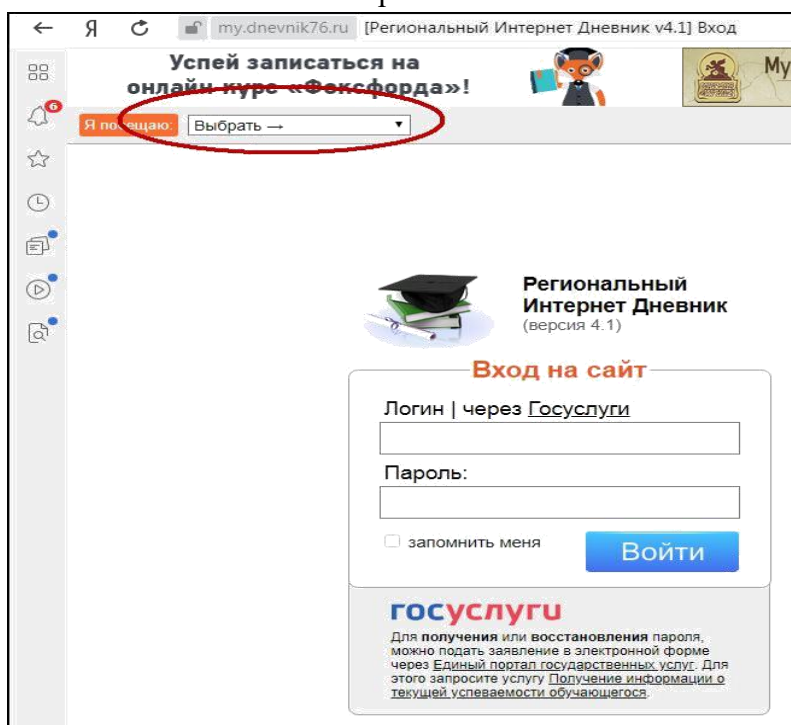 my.dnevnik76.ru [Региональный Интернет Дневник v4.1] Вход
Успей записаться на
онлайн-курс «Фоксфорда»!
Му
6
Я посещаю: Выбрать →
Региональный
Интернет Дневник
(версия 4.1)
Вход на сайт
Логин | через Госуслуги
Пароль:
запомнить меня
Войти
госуслуги
Для получения или восстановления пароля,
можно подать заявление в электронной форме
через Единый портал государственных услуг. Для
этого запросите услугу Получение информации о
текущей успеваемости обучающегося.